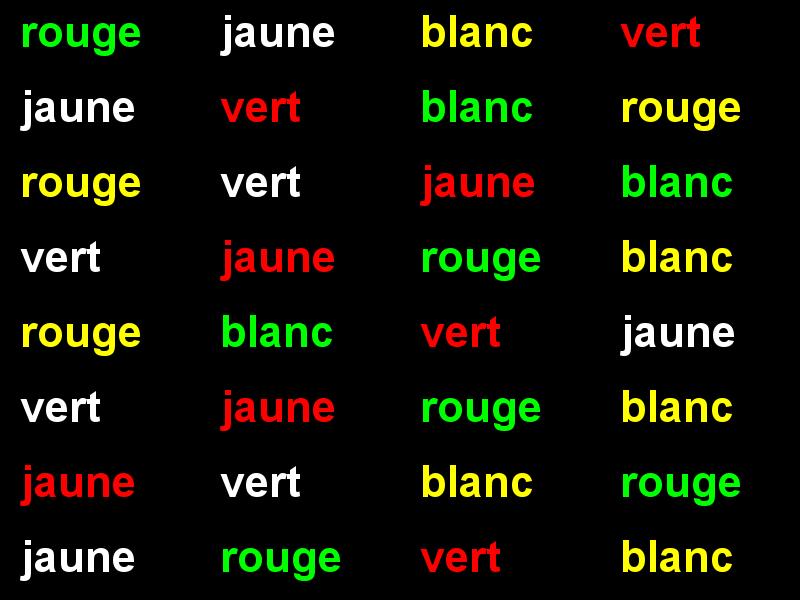 rouge jaune blanc vert
jaune vert blanc rouge
rouge vert jaune blanc
vert jaune rouge blanc
rouge blanc vert jaune
vert jaune rouge blanc
jaune vert blanc rouge
jaune rouge vert blanc